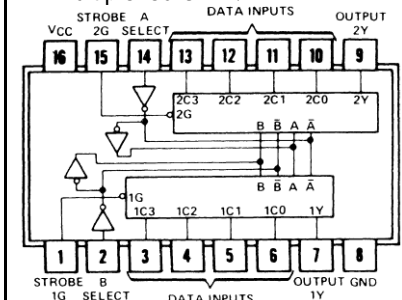 STROBE A DATA INPUTS OUTPUT
VCC 2G SELECT 2Y
16 15 14 13 12 11 10 9
2C3 2C2 2C1 2C0 2Y
2G
B B̅ A A̅
B B̅ A A̅
1G
1C3 1C2 1C1 1C0 1Y
1 2 3 4 5 6 7 8
STROBE B DATA INPUTS OUTPUT GND
1G SELECT 1Y